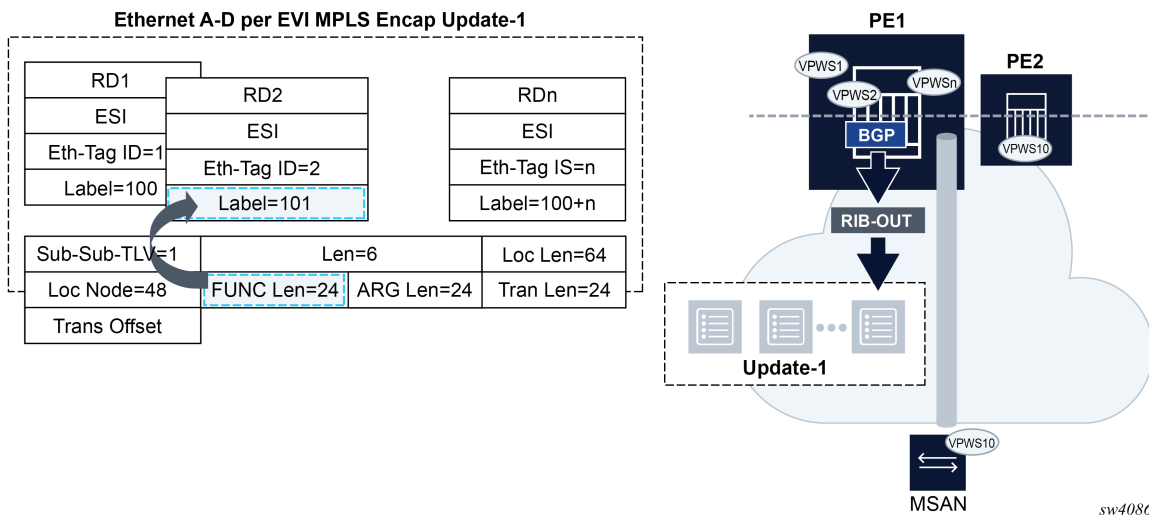 Ethernet A-D per EVI MPLS Encap Update-1
RD1
ESI
Eth-Tag ID=1
Label=100
RD2
ESI
Eth-Tag ID=2
Label=101
RDn
ESI
Eth-Tag IS=n
Label=100+n
Sub-Sub-TLV=1
Len=6
Loc Len=64
Loc Node=48
FUNC Len=24
ARG Len=24
Tran Len=24
Trans Offset
PE1
VPWS1
VPWS2
VPWSn
BGP
PE2
VPWS10
RIB-OUT
Update-1
VPWS10
MSAN
sw4086